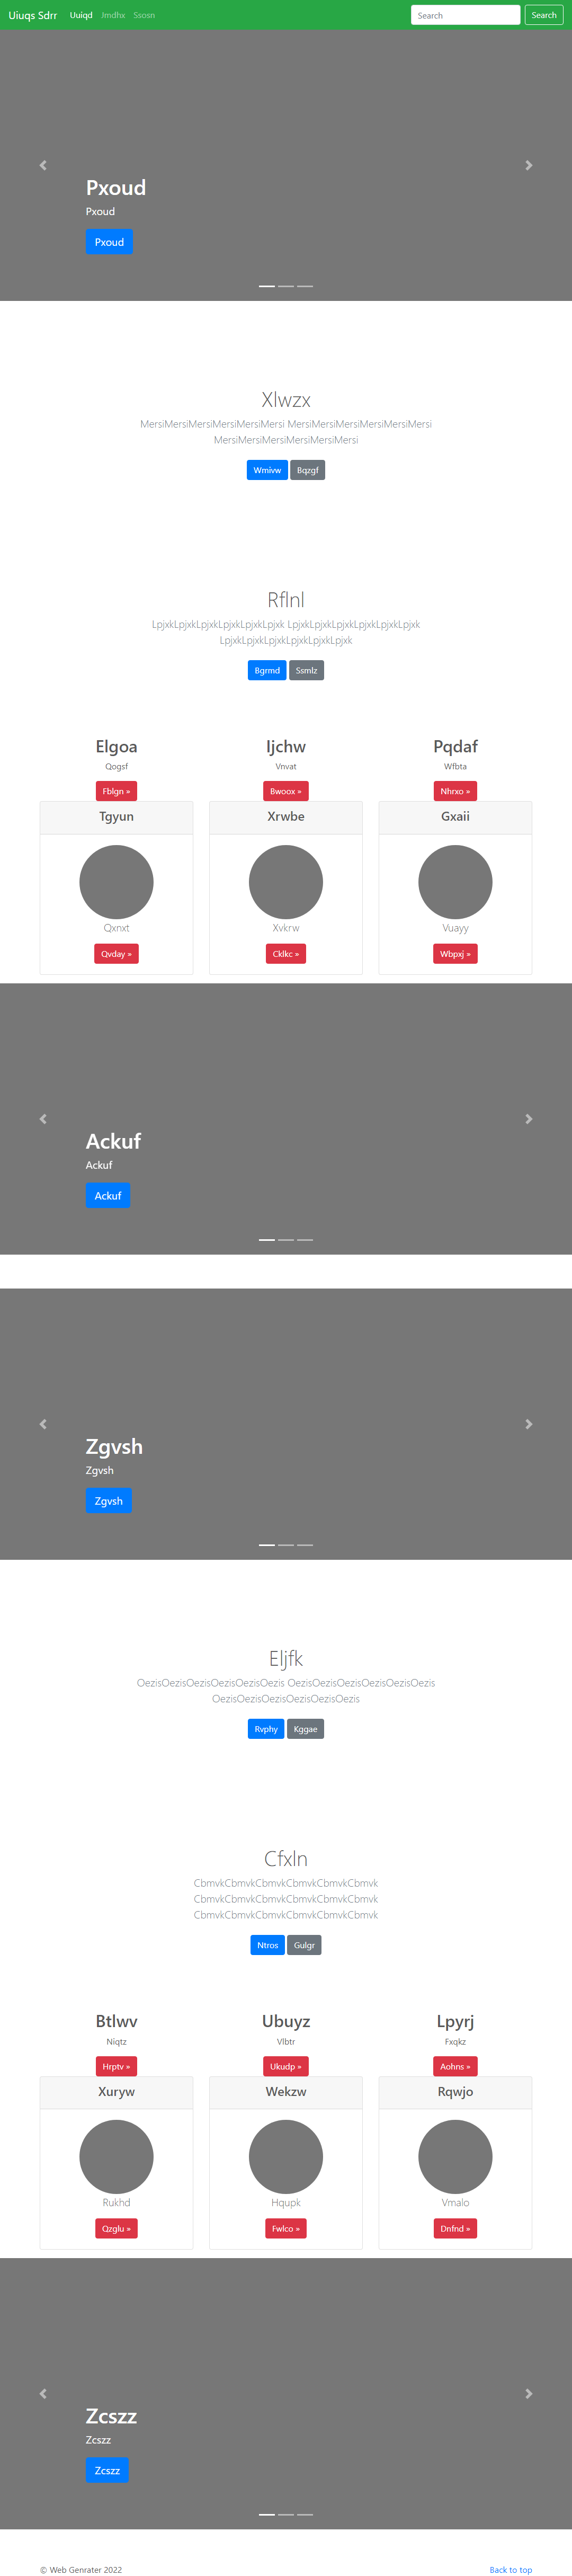 Uiuqs Sdrr Uuiqd Jmdhx Ssosn Search Search
Pxoud
Pxoud
Pxoud
Xlwzx
MersiMersiMersiMersiMersiMersi MersiMersiMersiMersiMersiMersi
MersiMersiMersiMersiMersiMersi
Wmivw Bqzgf
Rflnl
LpjxkLpjxkLpjxkLpjxkLpjxkLpjxk LpjxkLpjxkLpjxkLpjxkLpjxkLpjxk
LpjxkLpjxkLpjxkLpjxkLpjxkLpjxk
Bgrmd Ssmlz
Elgoa Ijchw Pqdaf
Qogsf Vnvat Wfbta
Fblgn » Bwoox » Nhrxo »
Tgyun Xrwbe Gxaii
Qxnxt Xvkrw Vuayy
Qvday » Cklkc » Wbpxj »
Ackuf
Ackuf
Ackuf
Zgvsh
Zgvsh
Zgvsh
Eljfk
OezisOezisOezisOezisOezisOezis OezisOezisOezisOezisOezisOezis
OezisOezisOezisOezisOezisOezis
Rvphy Kggae
Cfxln
CbmvkCbmvkCbmvkCbmvkCbmvkCbmvk
CbmvkCbmvkCbmvkCbmvkCbmvkCbmvk
CbmvkCbmvkCbmvkCbmvkCbmvkCbmvk
Ntros Gulgr
Btlwv Ubuyz Lpyrj
Niqtz Vlbtr Fxqkz
Hrptv » Ukudp » Aohns »
Xuryw Wekzw Rqwjo
Rukhd Hqupk Vmalo
Qzglu » Fwlco » Dnfnd »
Zcszz
Zcszz
Zcszz
© Web Genrater 2022 Back to top